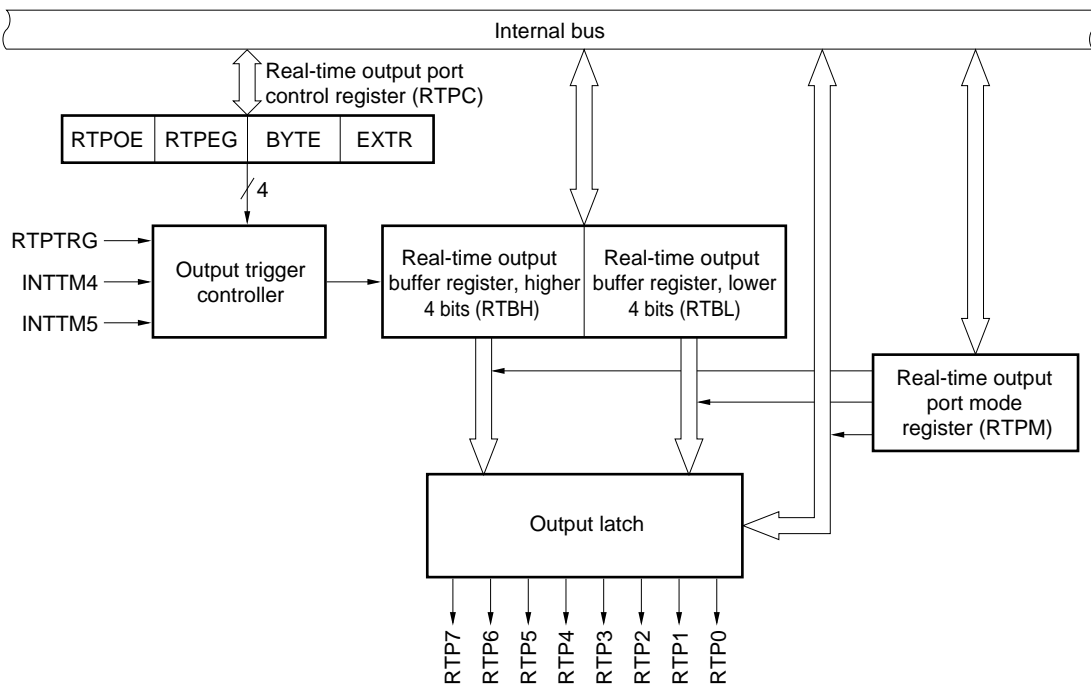 Internal bus
Real-time output port
control register (RTPC)
RTPOE RTPEG BYTE EXTR
4
RTPTRG
INTTM4
INTTM5
Output trigger
controller
Real-time output
buffer register, higher
4 bits (RTBH)
Real-time output
buffer register, lower
4 bits (RTBL)
Real-time output
port mode
register (RTPM)
Output latch
RTP7
RTP6
RTP5
RTP4
RTP3
RTP2
RTP1
RTP0